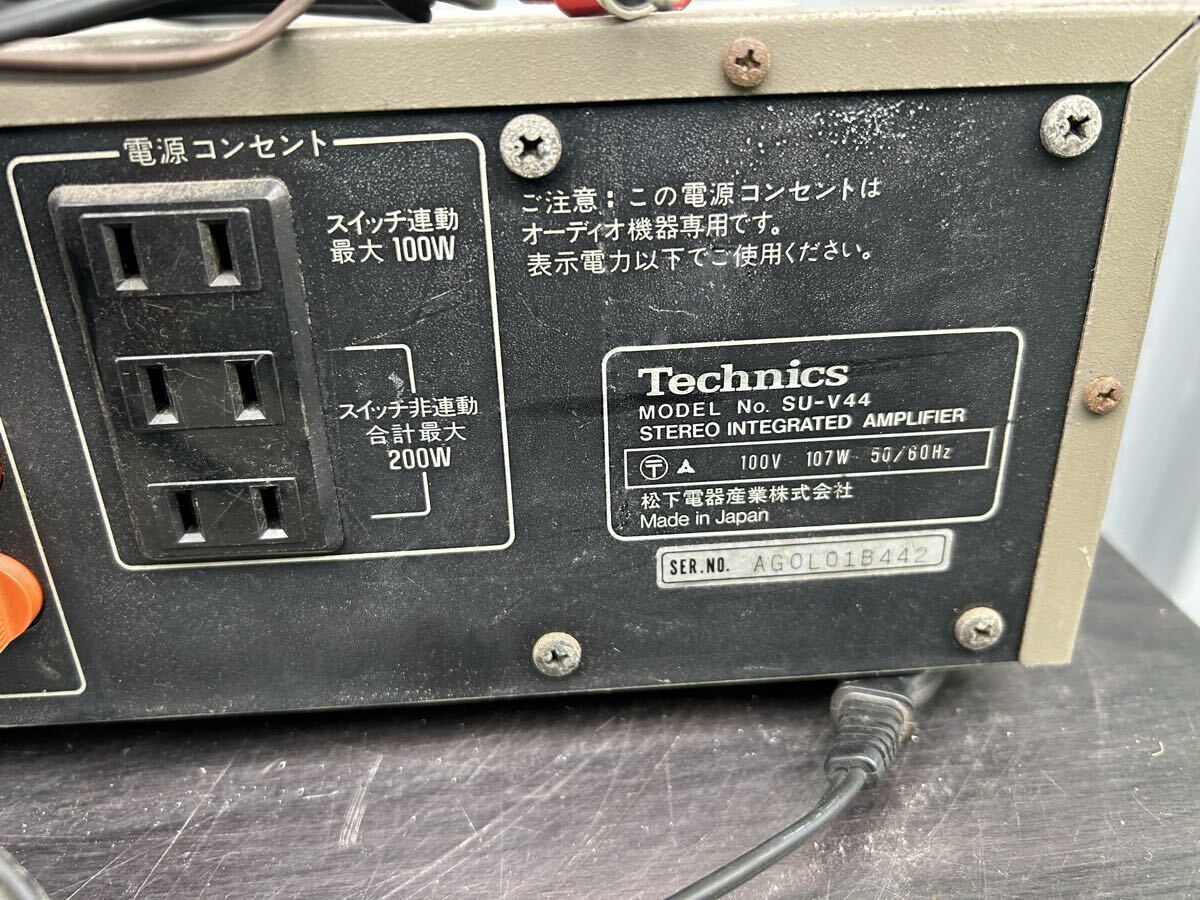 電源コンセント
スイッチ連動
最大 100W
スイッチ非連動
合計最大
200W
ご注意：この電源コンセントは
オーディオ機器専用です。
表示電力以下でご使用ください。
Technics
MODEL No. SU-V44
STEREO INTEGRATED AMPLIFIER
〒 100V 107W 50/60Hz
松下電器産業株式会社
Made in Japan
SER.NO. AG0L01B442